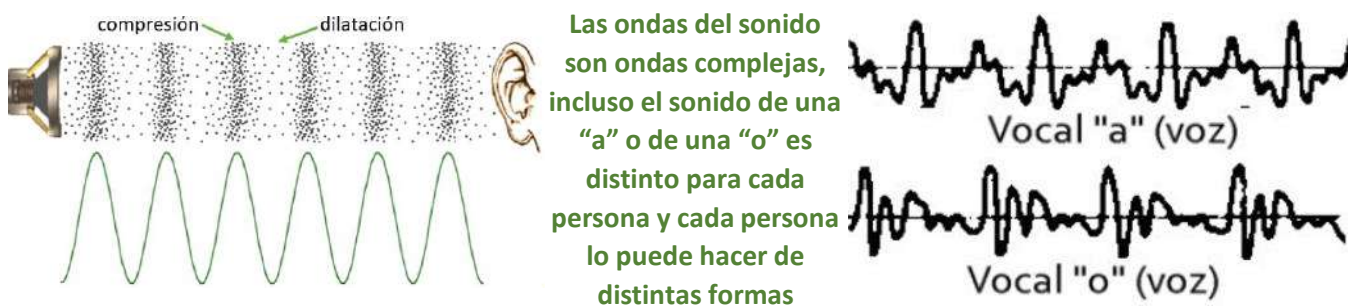 compresión
dilatación
Las ondas del sonido
son ondas complejas,
incluso el sonido de una
“a” o de una “o” es
distinto para cada
persona y cada persona
lo puede hacer de
distintas formas
Vocal "a" (voz)
Vocal "o" (voz)